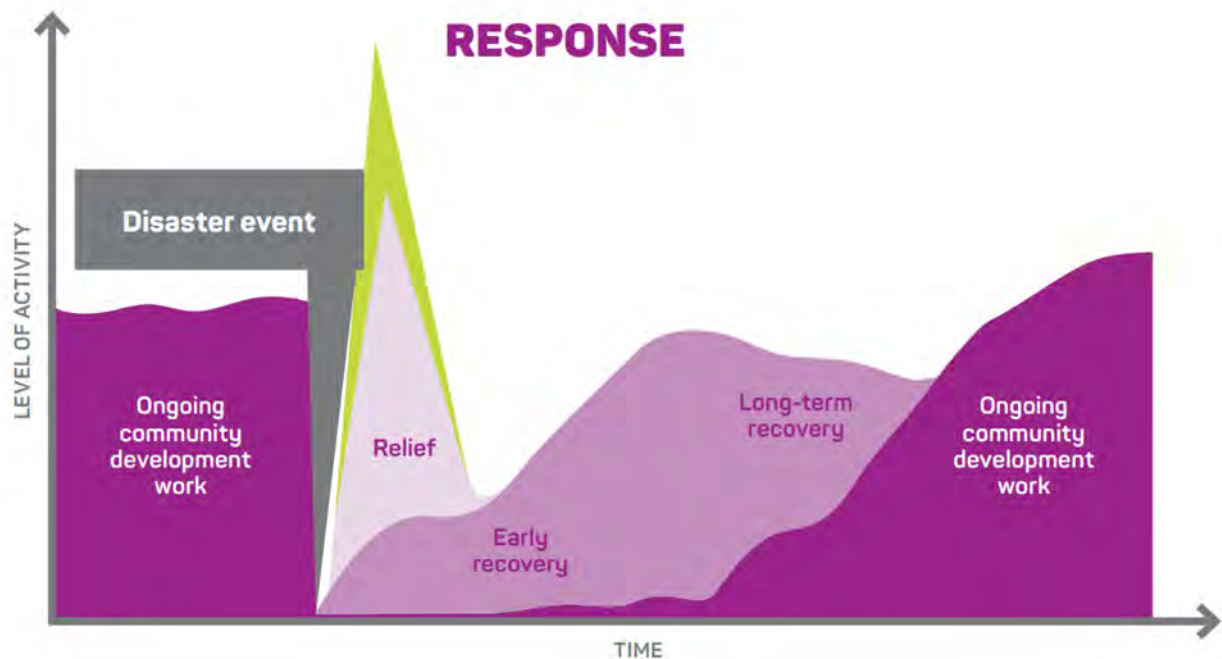 RESPONSE
LEVEL OF ACTIVITY
Disaster event
Ongoing
community
development
work
Relief
Early
recovery
Long-term
recovery
Ongoing
community
development
work
TIME